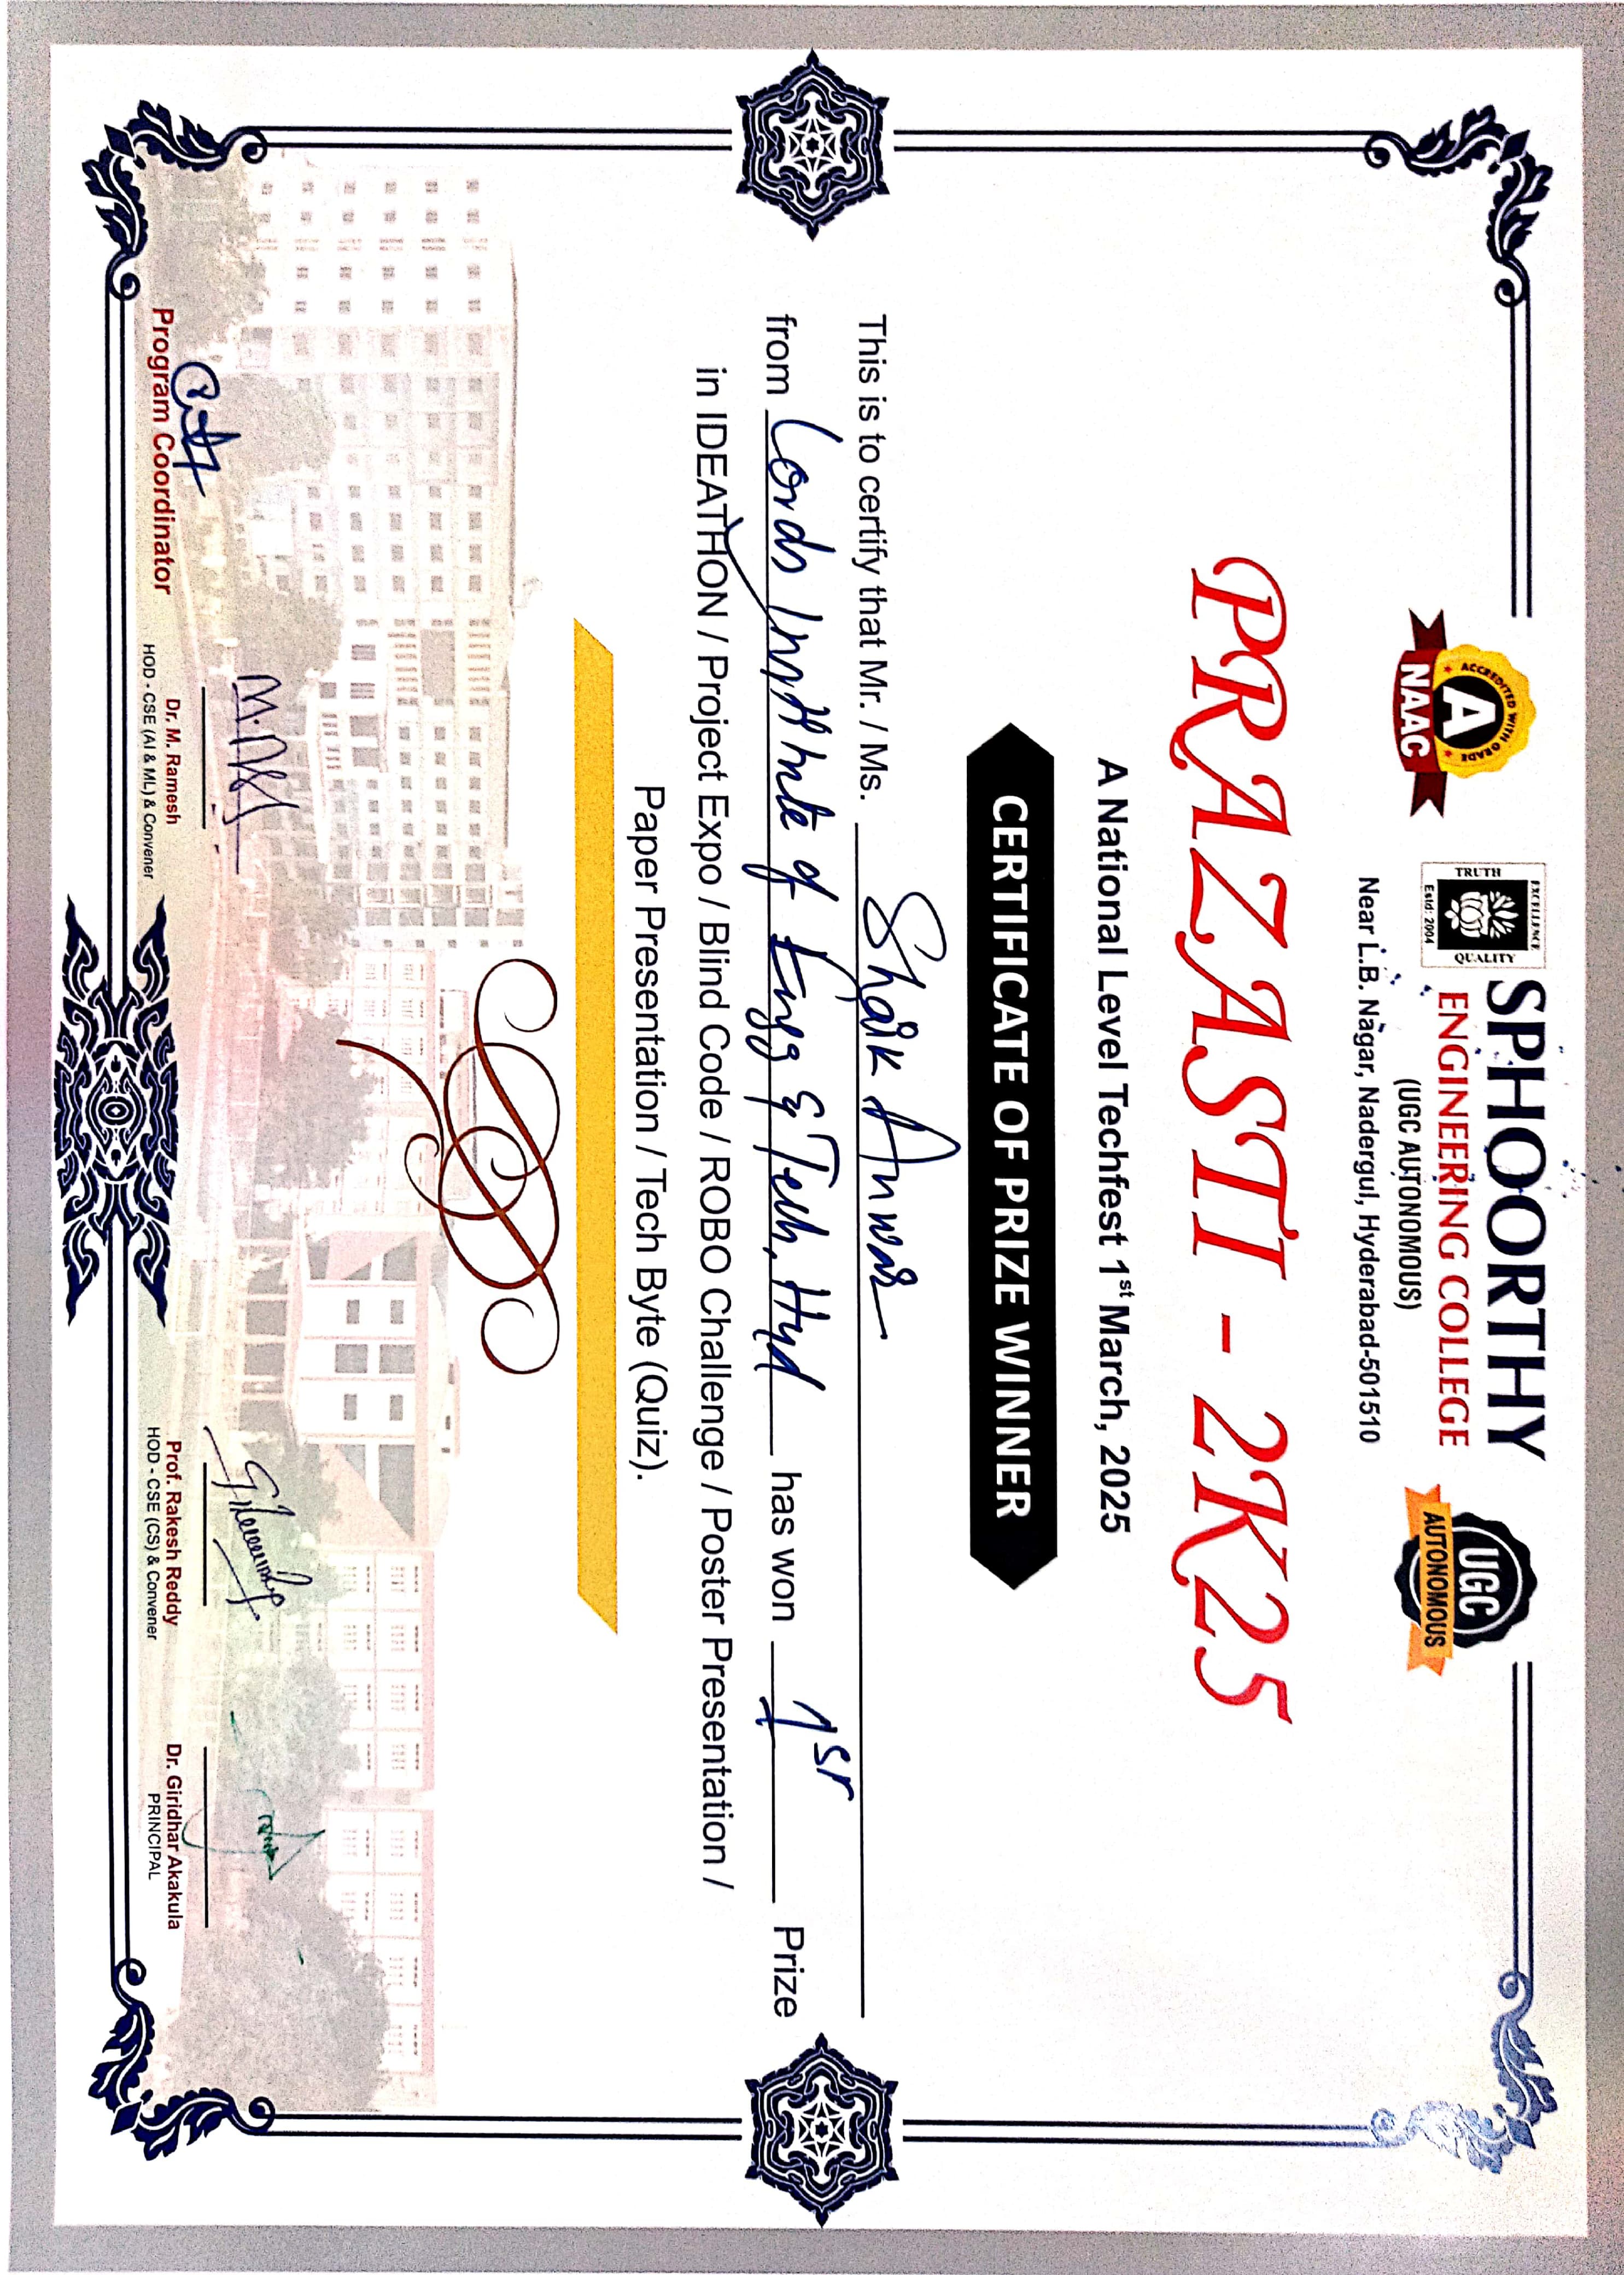 ACCREDITED WITH GRADE
A
NAAC
EXCELLENCE
TRUTH
QUALITY
Estd: 2004
SPHOORTHY
ENGINEERING COLLEGE
(UGC AUTONOMOUS)
Near L.B. Nagar, Nadergul, Hyderabad-501510
UGC
AUTONOMOUS
PRAZASTI - 2K25
A National Level Techfest 1st March, 2025
CERTIFICATE OF PRIZE WINNER
This is to certify that Mr. / Ms. Shaik Anwar
from Lords Institute of Engg & Tech, Hyd has won 1st Prize
in IDEATHON / Project Expo / Blind Code / ROBO Challenge / Poster Presentation /
Paper Presentation / Tech Byte (Quiz).
Program Coordinator
Dr. M. Ramesh
HOD - CSE (AI & ML) & Convener
Prof. Rakesh Reddy
HOD - CSE (CS) & Convener
Dr. Giridhar Akakula
PRINCIPAL